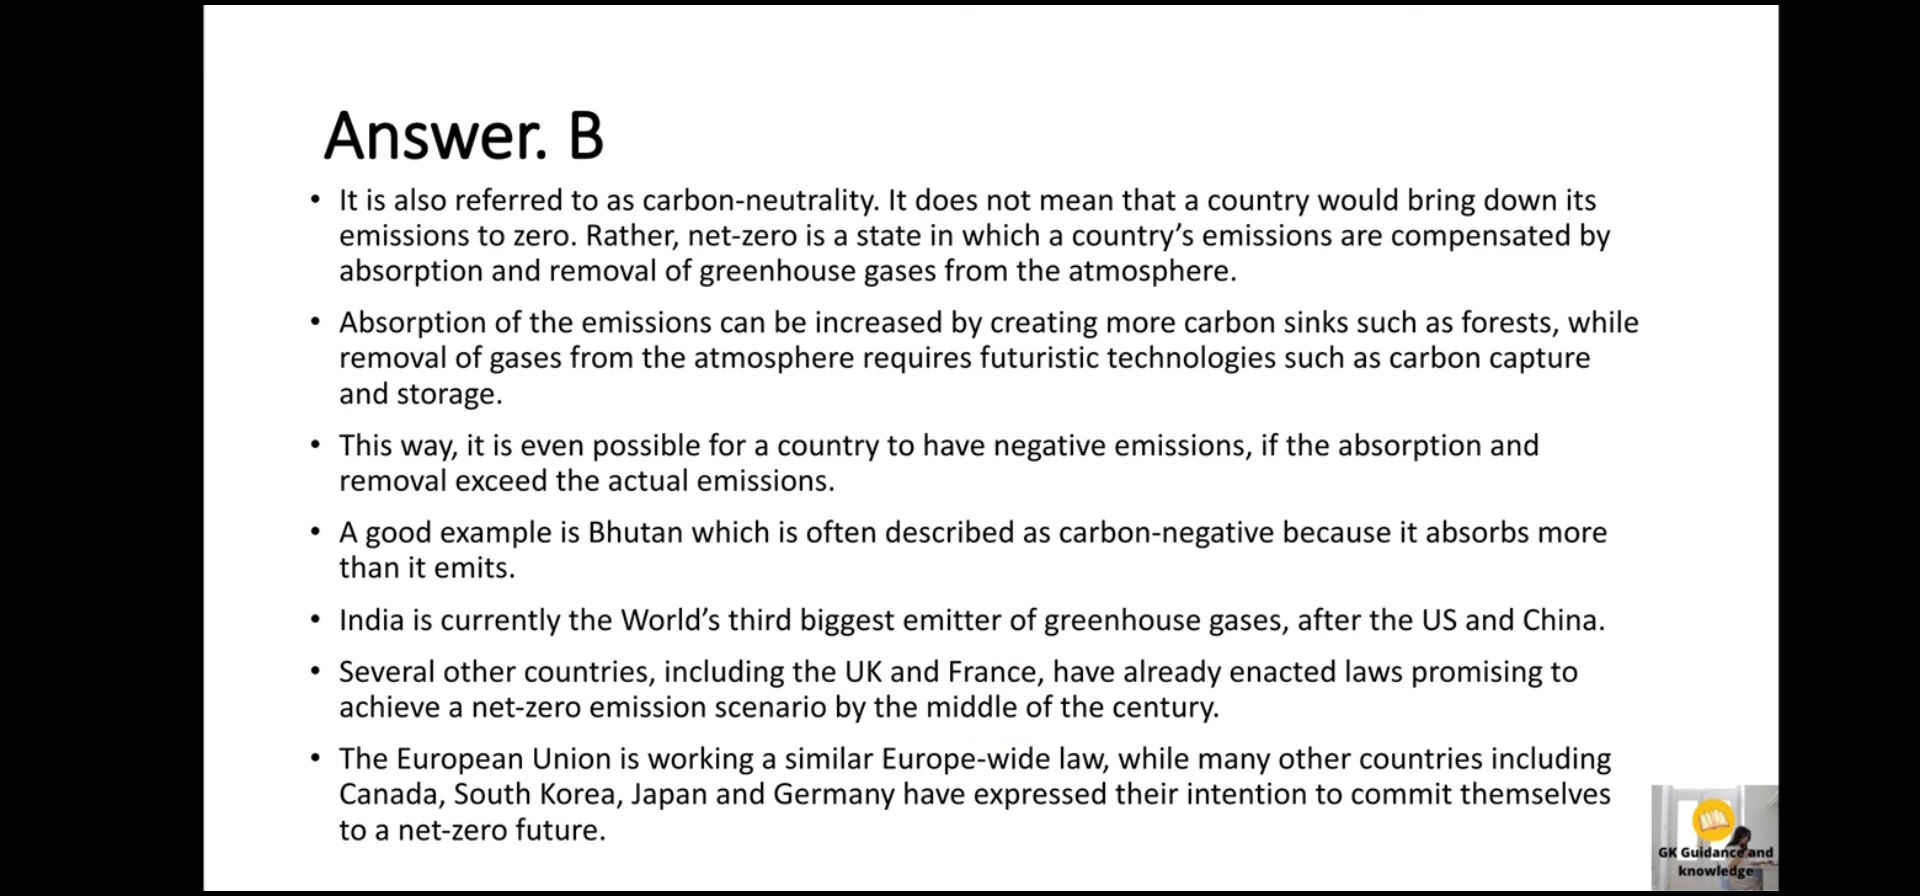 Answer. B
• It is also referred to as carbon-neutrality. It does not mean that a country would bring down its
emissions to zero. Rather, net-zero is a state in which a country’s emissions are compensated by
absorption and removal of greenhouse gases from the atmosphere.
• Absorption of the emissions can be increased by creating more carbon sinks such as forests, while
removal of gases from the atmosphere requires futuristic technologies such as carbon capture
and storage.
• This way, it is even possible for a country to have negative emissions, if the absorption and
removal exceed the actual emissions.
• A good example is Bhutan which is often described as carbon-negative because it absorbs more
than it emits.
• India is currently the World’s third biggest emitter of greenhouse gases, after the US and China.
• Several other countries, including the UK and France, have already enacted laws promising to
achieve a net-zero emission scenario by the middle of the century.
• The European Union is working a similar Europe-wide law, while many other countries including
Canada, South Korea, Japan and Germany have expressed their intention to commit themselves
to a net-zero future.
GK Guidance and
knowledge